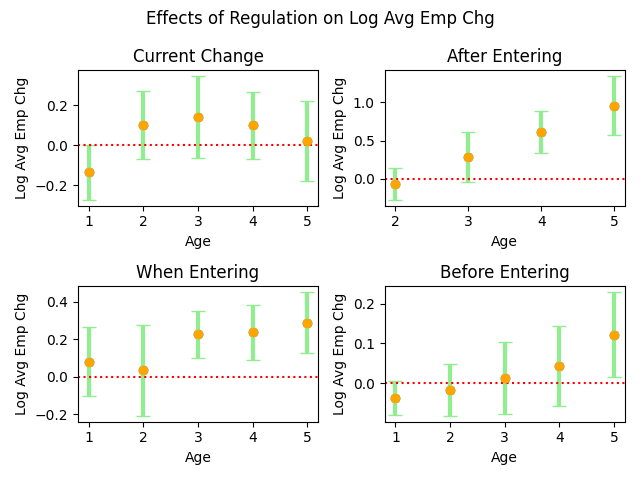 Effects of Regulation on Log Avg Emp Chg
Current Change
Log Avg Emp Chg
0.2
0.0
−0.2
1 2 3 4 5
Age
After Entering
Log Avg Emp Chg
1.0
0.5
0.0
2 3 4 5
Age
When Entering
Log Avg Emp Chg
0.4
0.2
0.0
−0.2
1 2 3 4 5
Age
Before Entering
Log Avg Emp Chg
0.2
0.1
0.0
1 2 3 4 5
Age